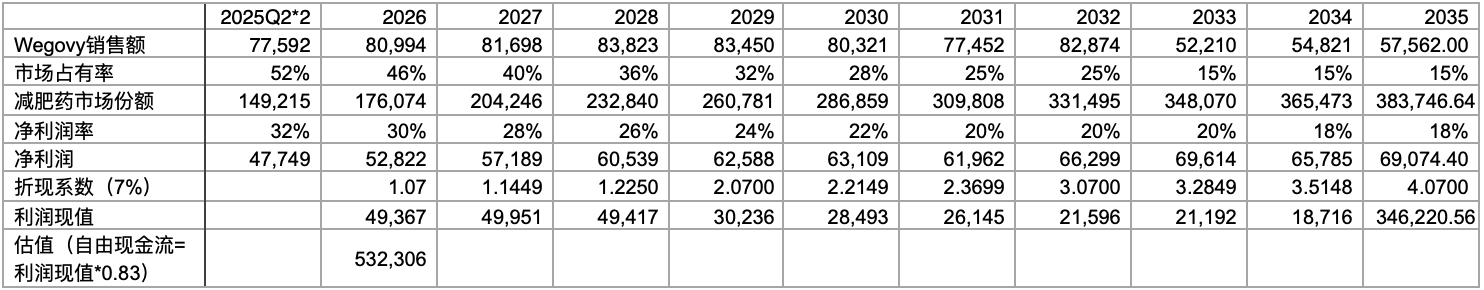 2025Q2*2 2026 2027 2028 2029 2030 2031 2032 2033 2034 2035
Wegovy销售额 77,592 80,994 81,698 83,823 83,450 80,321 77,452 82,874 52,210 54,821 57,562.00
市场占有率 52% 46% 40% 36% 32% 28% 25% 25% 15% 15% 15%
减肥药市场份额 149,215 176,074 204,246 232,840 260,781 286,859 309,808 331,495 348,070 365,473 383,746.64
净利润率 32% 30% 28% 26% 24% 22% 20% 20% 20% 18% 18%
净利润 47,749 52,822 57,189 60,539 62,588 63,109 61,962 66,299 69,614 65,785 69,074.40
折现系数（7%） 1.07 1.1449 1.2250 2.0700 2.2149 2.3699 3.0700 3.2849 3.5148 4.0700
利润现值 49,367 49,951 49,417 30,236 28,493 26,145 21,596 21,192 18,716 346,220.56
估值（自由现金流=
利润现值*0.83） 532,306